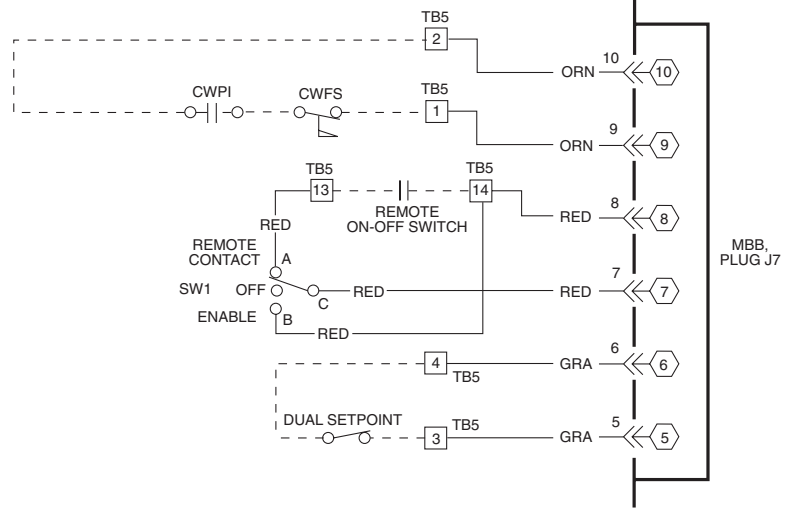 TB5
2
10
ORN
10
CWPI
CWFS
TB5
1
9
ORN
9
TB5
13
TB5
14
REMOTE
ON-OFF SWITCH
8
RED
8
RED
REMOTE
CONTACT
A
SW1
OFF
C
RED
7
RED
7
ENABLE
B
RED
MBB,
PLUG J7
4
TB5
6
GRA
6
DUAL SETPOINT
TB5
3
5
GRA
5